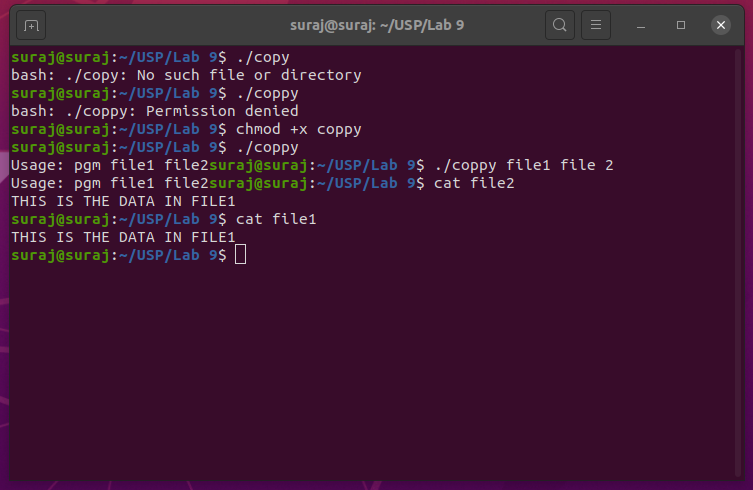 suraj@suraj: ~/USP/Lab 9
suraj@suraj:~/USP/Lab 9$ ./copy
bash: ./copy: No such file or directory
suraj@suraj:~/USP/Lab 9$ ./coppy
bash: ./coppy: Permission denied
suraj@suraj:~/USP/Lab 9$ chmod +x coppy
suraj@suraj:~/USP/Lab 9$ ./coppy
Usage: pgm file1 file2suraj@suraj:~/USP/Lab 9$ ./coppy file1 file 2
Usage: pgm file1 file2suraj@suraj:~/USP/Lab 9$ cat file2
THIS IS THE DATA IN FILE1
suraj@suraj:~/USP/Lab 9$ cat file1
THIS IS THE DATA IN FILE1
suraj@suraj:~/USP/Lab 9$